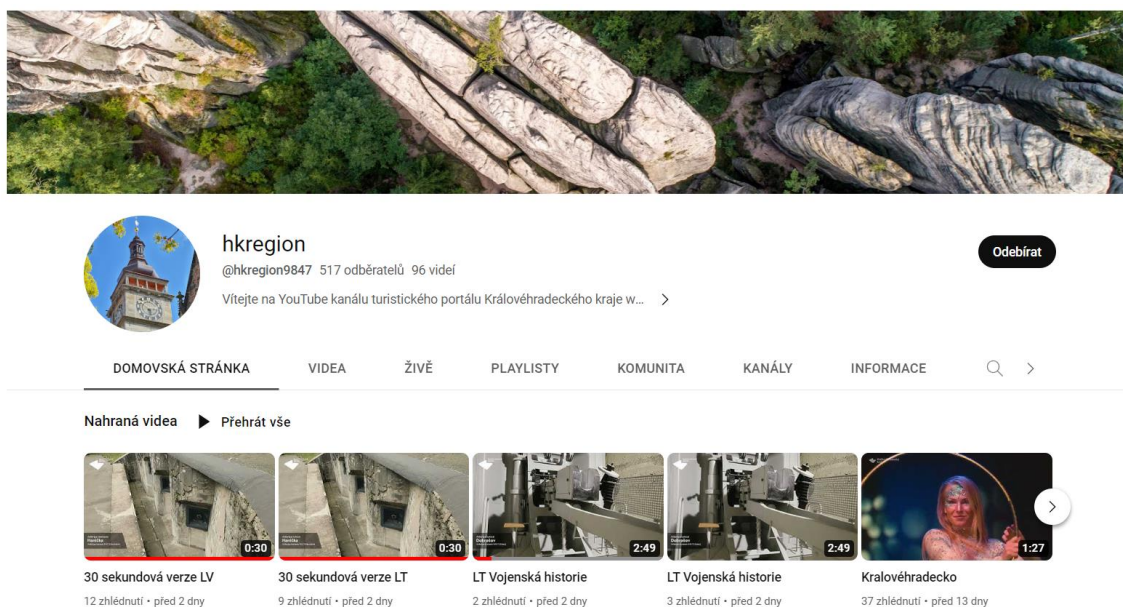 hkregion
@hkregion9847 517 odběratelů 96 videí
Vítejte na YouTube kanálu turistického portálu Královéhradeckého kraje w...
Odebírat
DOMOVSKÁ STRÁNKA VIDEA ŽIVĚ PLAYLISTY KOMUNITA KANÁLY INFORMACE
Nahraná videa Přehrát vše
0:30 0:30 2:49 2:49 1:27
30 sekundová verze LV 30 sekundová verze LT LT Vojenská historie LT Vojenská historie Kralovéhradecko
12 zhlédnutí • před 2 dny 9 zhlédnutí • před 2 dny 2 zhlédnutí • před 2 dny 3 zhlédnutí • před 2 dny 37 zhlédnutí • před 13 dny